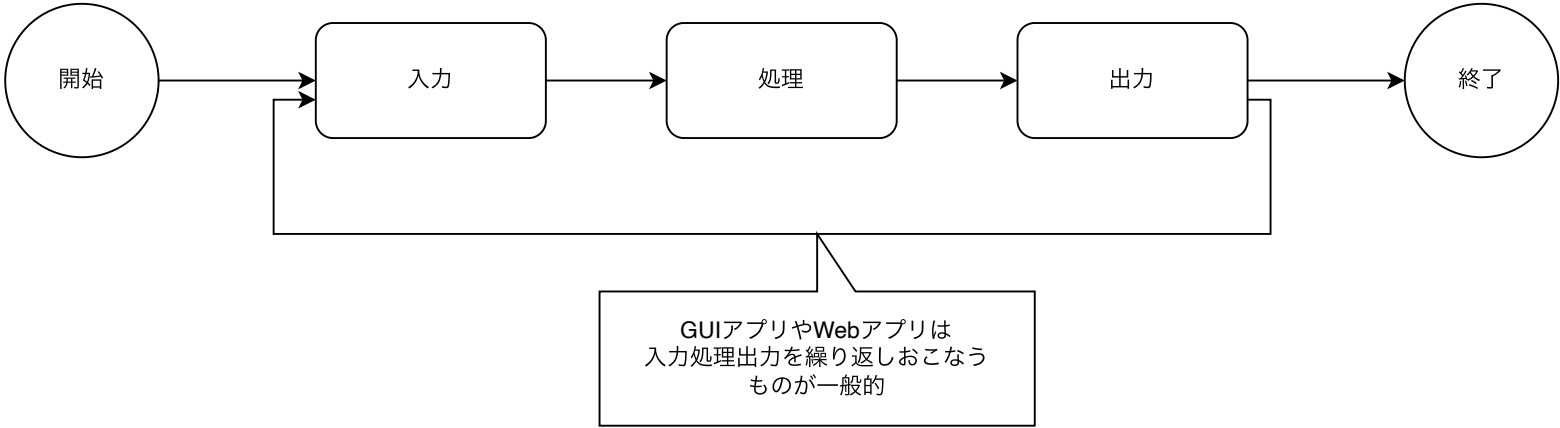 開始
入力
処理
出力
終了
GUIアプリやWebアプリは
入力処理出力を繰り返しおこなう
ものが一般的